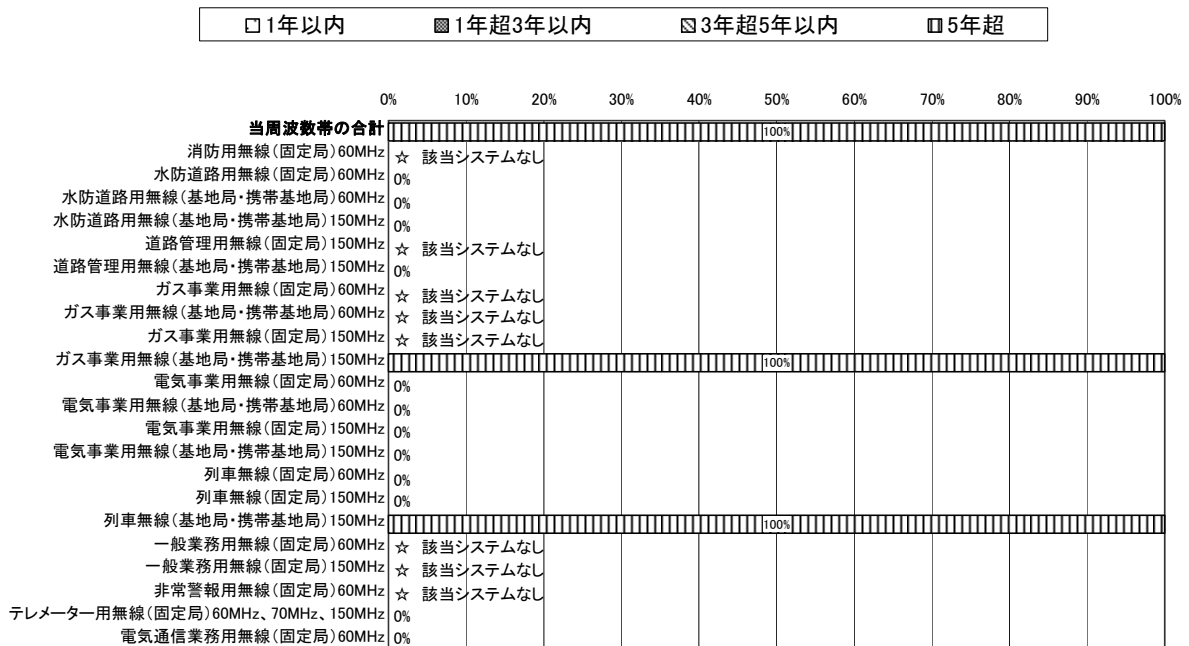 1年以内 1年超3年以内 3年超5年以内 5年超
0% 10% 20% 30% 40% 50% 60% 70% 80% 90% 100%
当周波数帯の合計 100%
消防用無線(固定局)60MHz ☆ 該当システムなし
水防道路用無線(固定局)60MHz 0%
水防道路用無線(基地局・携帯基地局)60MHz 0%
水防道路用無線(基地局・携帯基地局)150MHz 0%
道路管理用無線(固定局)150MHz ☆ 該当システムなし
道路管理用無線(基地局・携帯基地局)150MHz 0%
ガス事業用無線(固定局)60MHz ☆ 該当システムなし
ガス事業用無線(基地局・携帯基地局)60MHz ☆ 該当システムなし
ガス事業用無線(固定局)150MHz ☆ 該当システムなし
ガス事業用無線(基地局・携帯基地局)150MHz 100%
電気事業用無線(固定局)60MHz 0%
電気事業用無線(基地局・携帯基地局)60MHz 0%
電気事業用無線(固定局)150MHz 0%
電気事業用無線(基地局・携帯基地局)150MHz 0%
列車無線(固定局)60MHz 0%
列車無線(固定局)150MHz 0%
列車無線(基地局・携帯基地局)150MHz 100%
一般業務用無線(固定局)60MHz ☆ 該当システムなし
一般業務用無線(固定局)150MHz ☆ 該当システムなし
非常警報用無線(固定局)60MHz ☆ 該当システムなし
テレメーター用無線(固定局)60MHz、70MHz、150MHz 0%
電気通信業務用無線(固定局)60MHz 0%